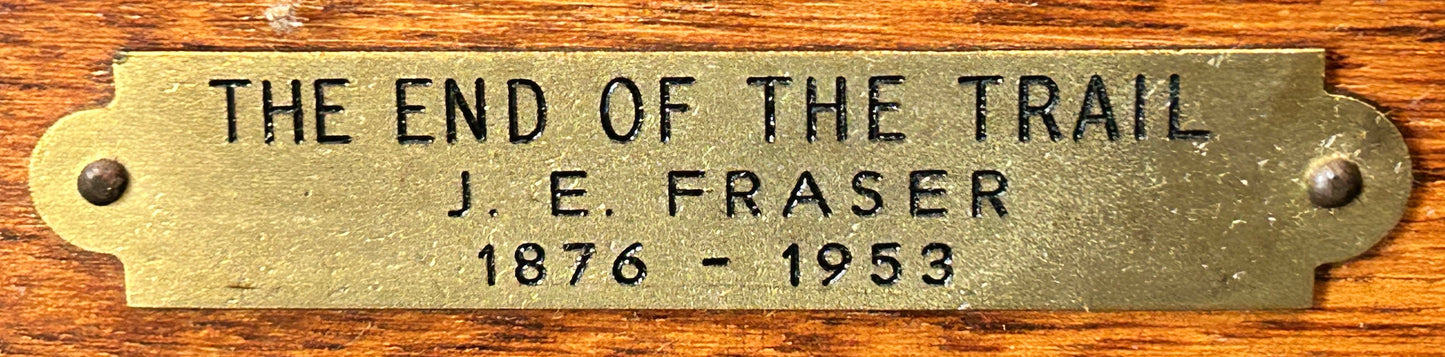 THE END OF THE TRAIL
J. E. FRASER
1876 - 1953